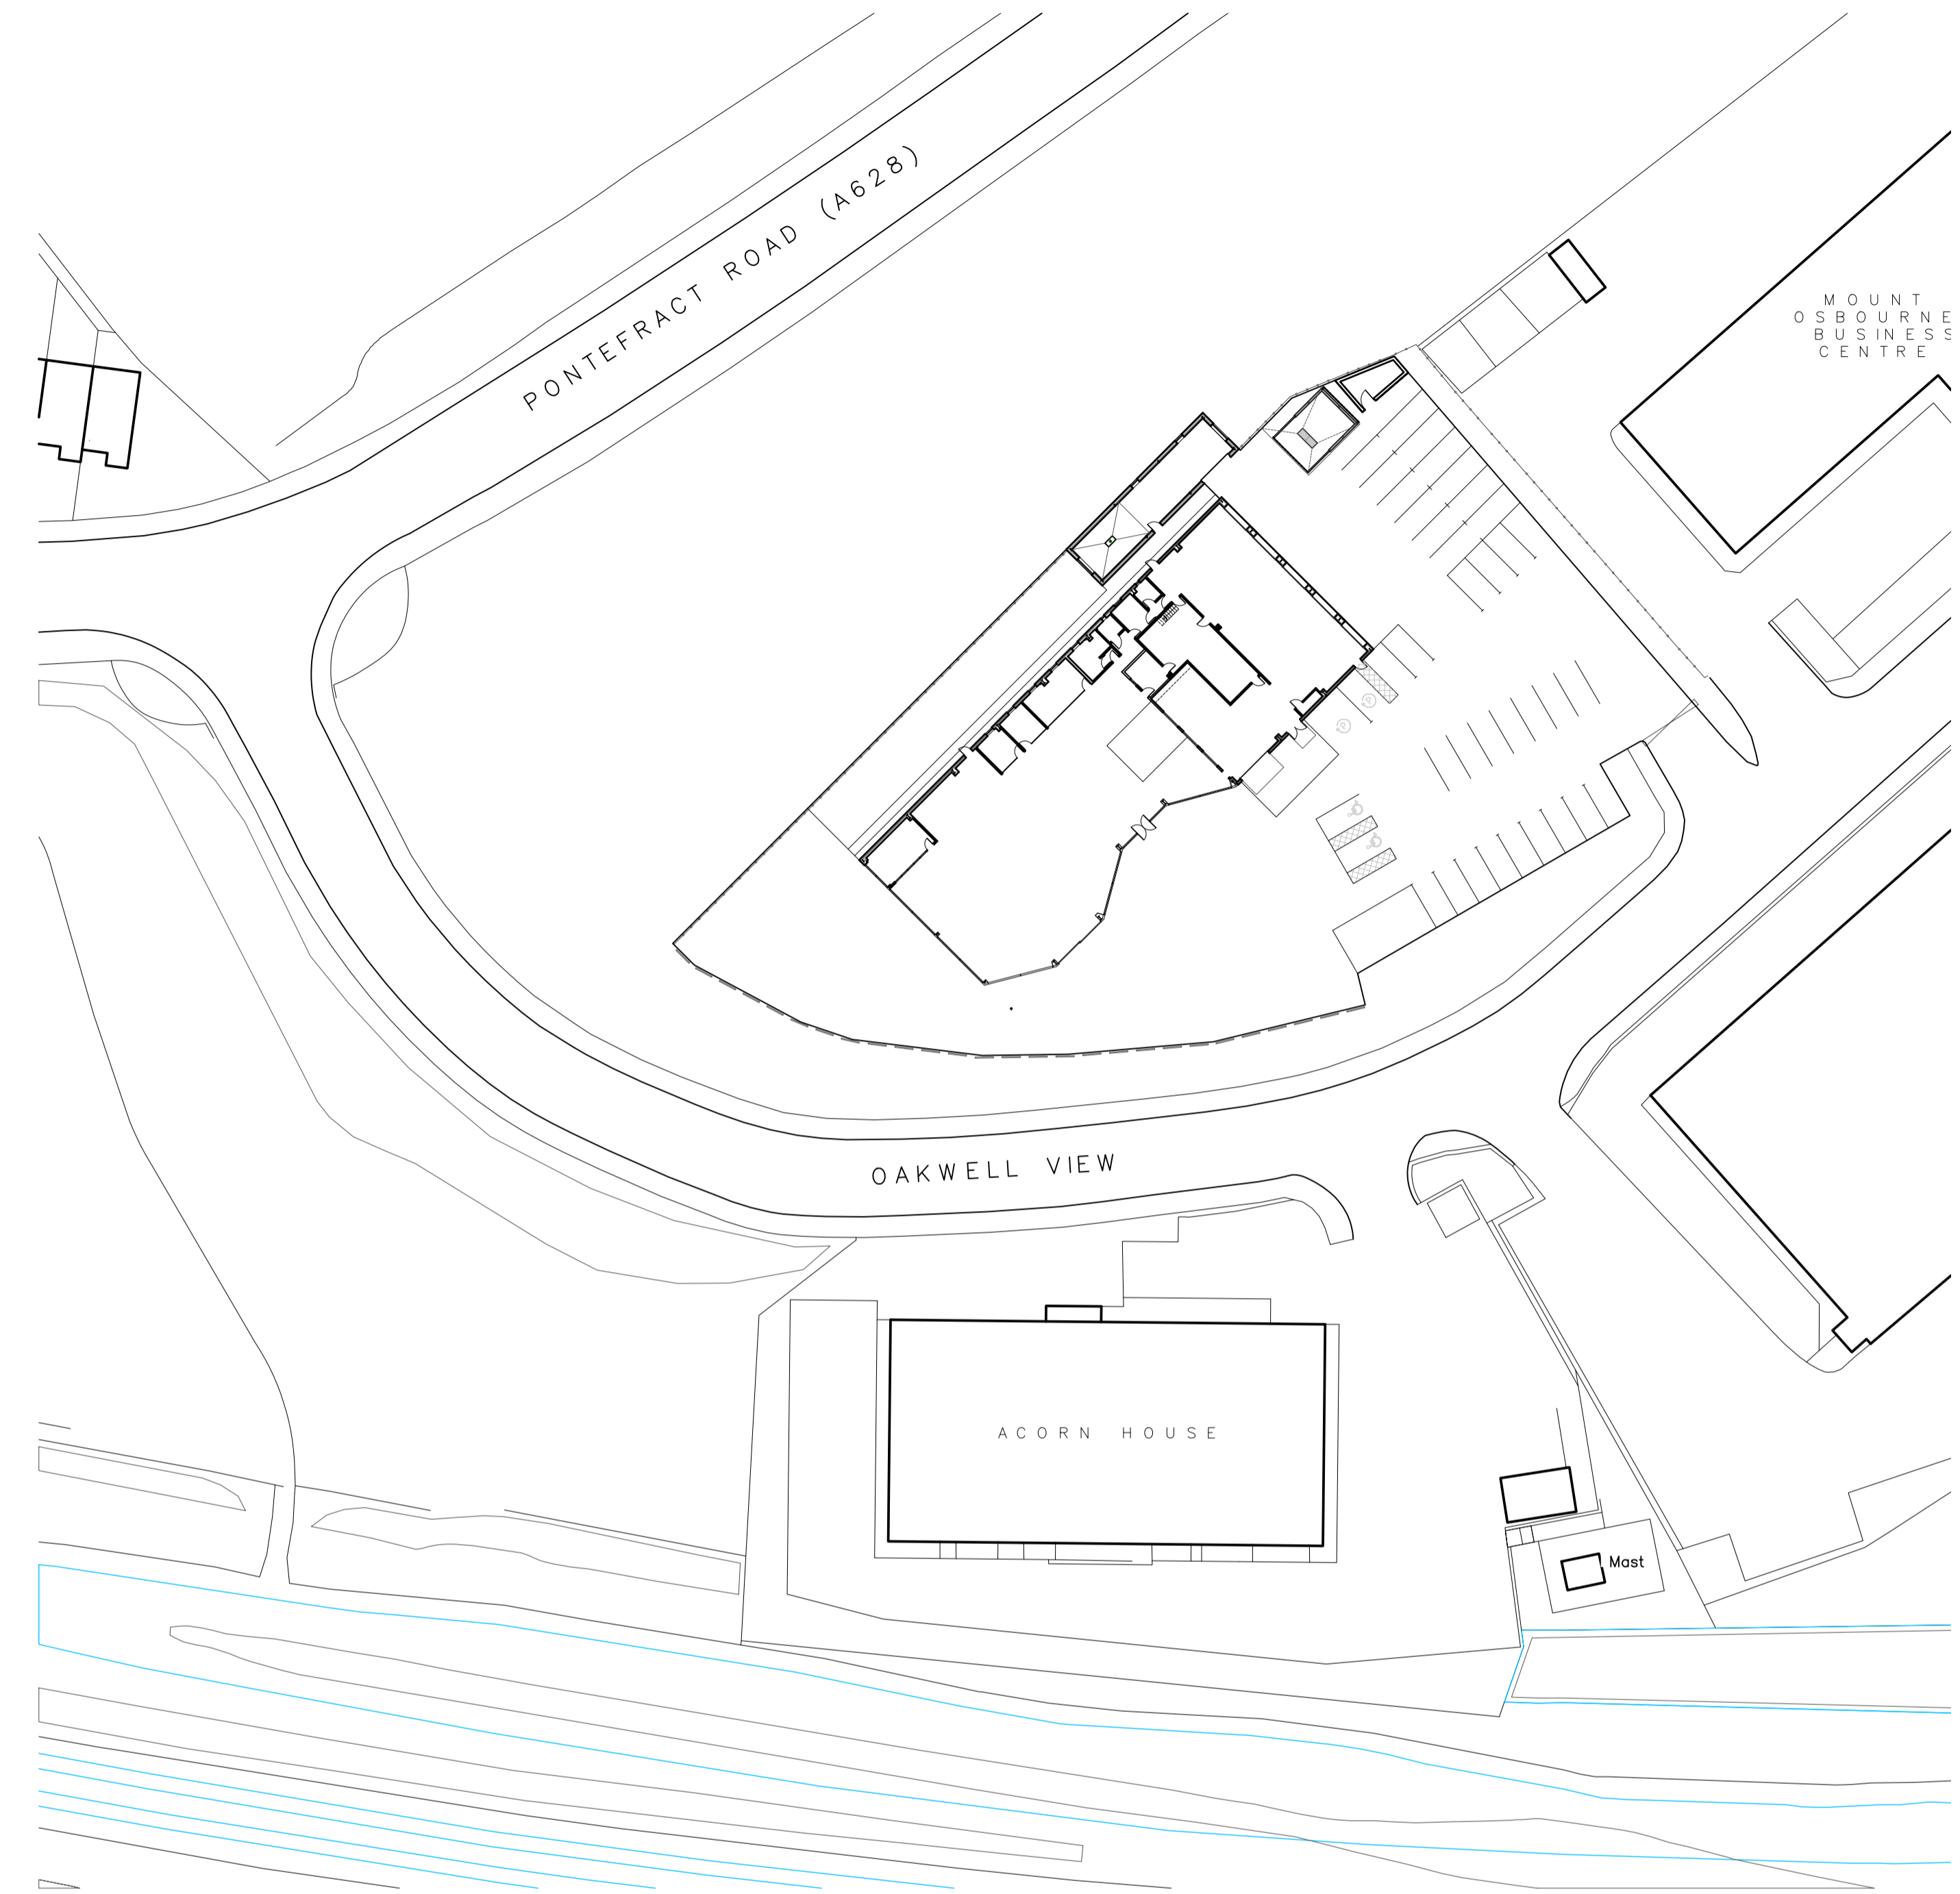 PONTEFRACT ROAD (A628)
MOUNT
OSBOURNE
BUSINESS
CENTRE
OAKWELL VIEW
ACORN HOUSE
Mast